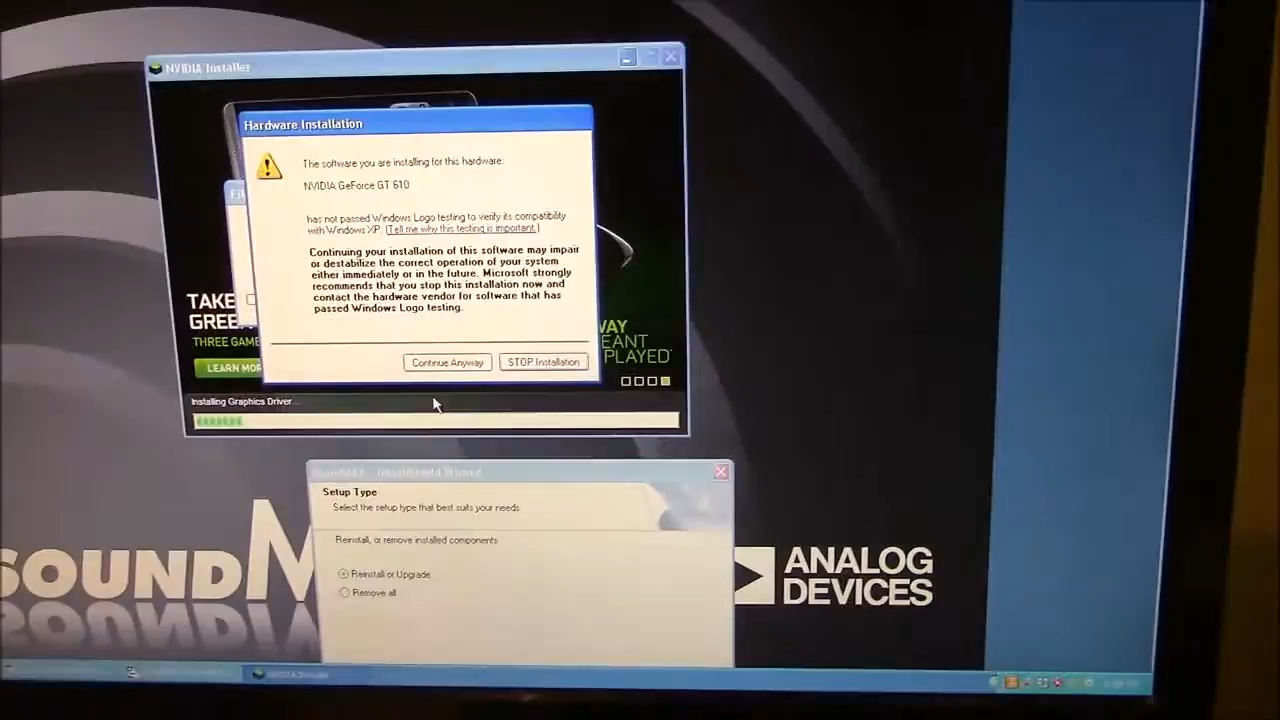 NVIDIA Installer
Hardware Installation
The software you are installing for this hardware:
NVIDIA GeForce GT 610
has not passed Windows Logo testing to verify its compatibility
with Windows XP. (Tell me why this testing is important.)
Continuing your installation of this software may impair
or destabilize the correct operation of your system
either immediately or in the future. Microsoft strongly
recommends that you stop this installation now and
contact the hardware vendor for software that has
passed Windows Logo testing.
Continue Anyway
STOP Installation
TAKE
GREE
THREE GAME
LEARN MOR
WAY
EANT
PLAYED
Installing Graphics Driver...
InstallShield Wizard
Setup Type
Select the setup type that best suits your needs.
Reinstall, or remove installed components
Reinstall or Upgrade
Remove all
SOUNDM
ANALOG
DEVICES